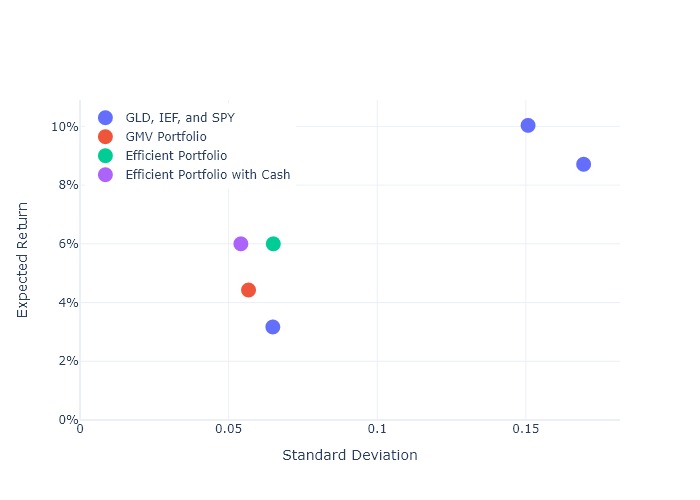 GLD, IEF, and SPY
GMV Portfolio
Efficient Portfolio
Efficient Portfolio with Cash
10%
8%
6%
4%
2%
0%
Expected Return
0
0.05
0.1
0.15
Standard Deviation